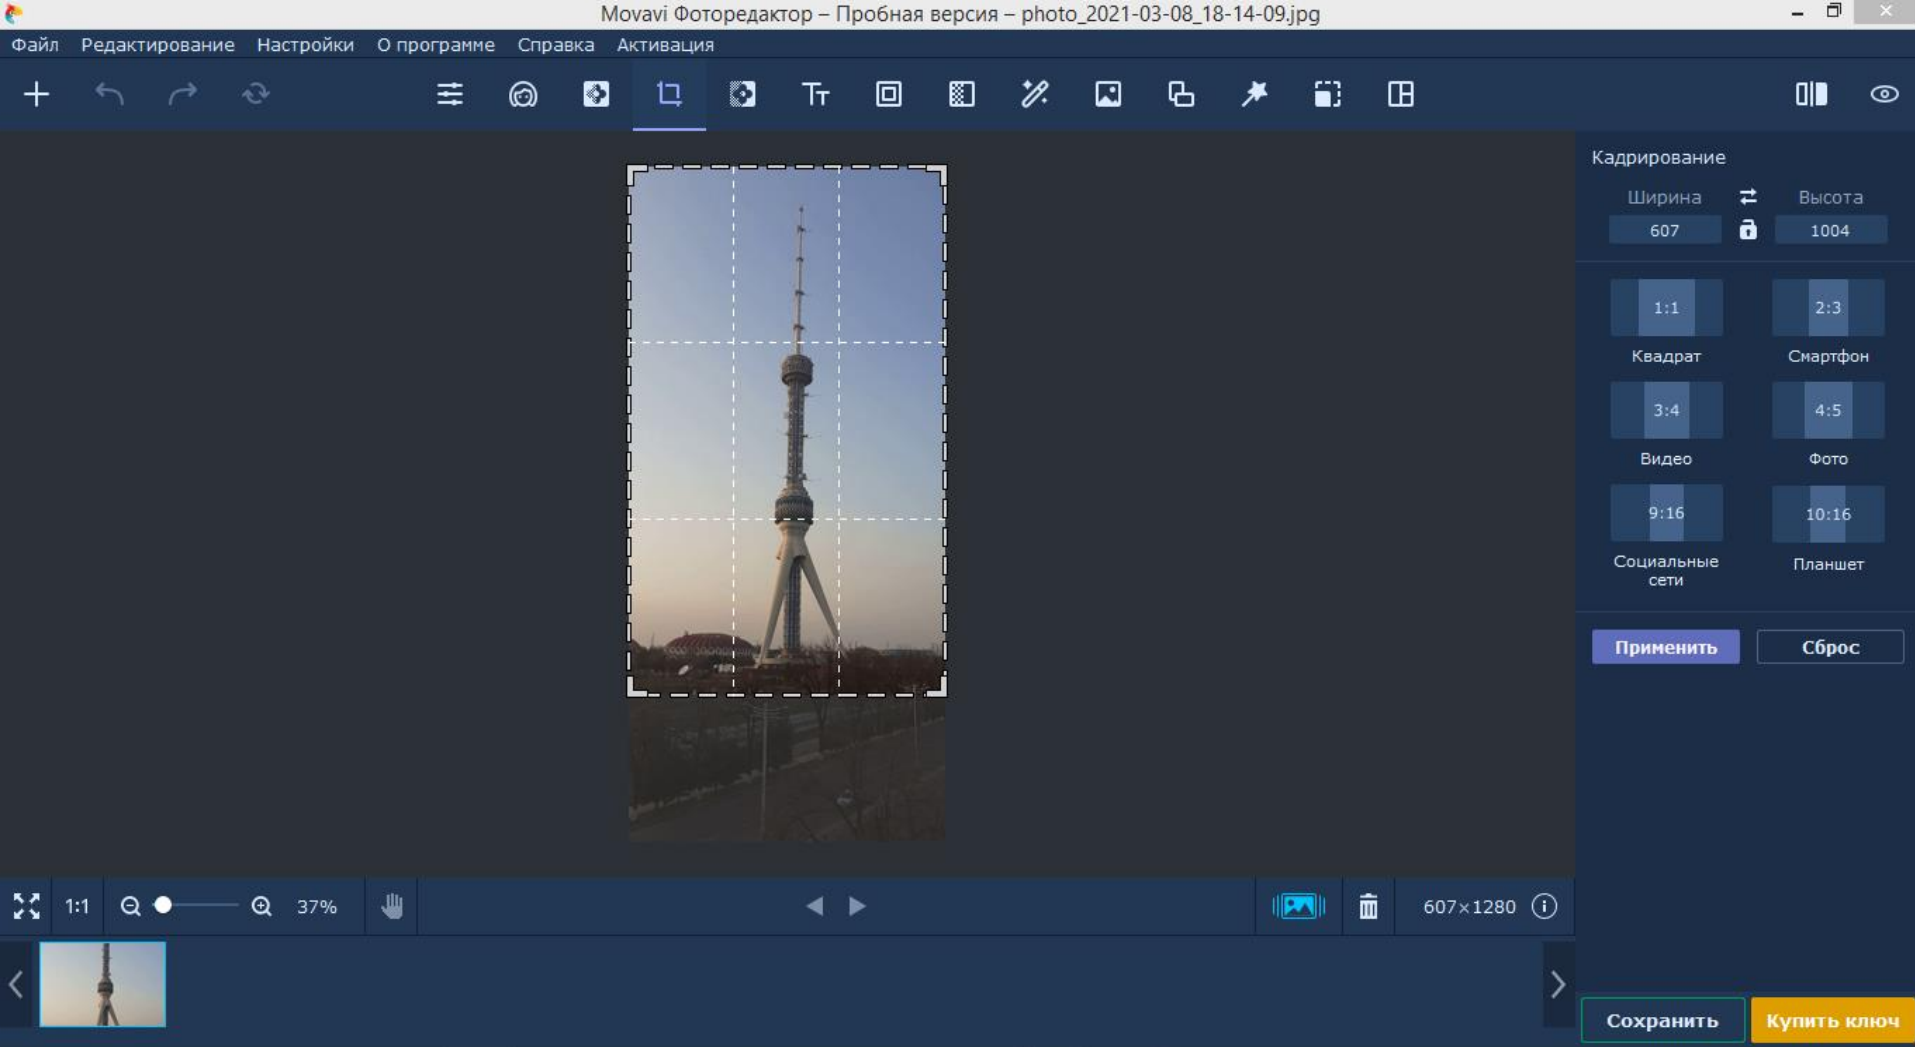 Movavi Фоторедактор – Пробная версия – photo_2021-03-08_18-14-09.jpg
Файл Редактирование Настройки О программе Справка Активация
Кадрирование
Ширина Высота
607 1004
1:1 2:3
Квадрат Смартфон
3:4 4:5
Видео Фото
9:16 10:16
Социальные
сети
Планшет
Применить Сброс
1:1 37% 607×1280
Сохранить Купить ключ